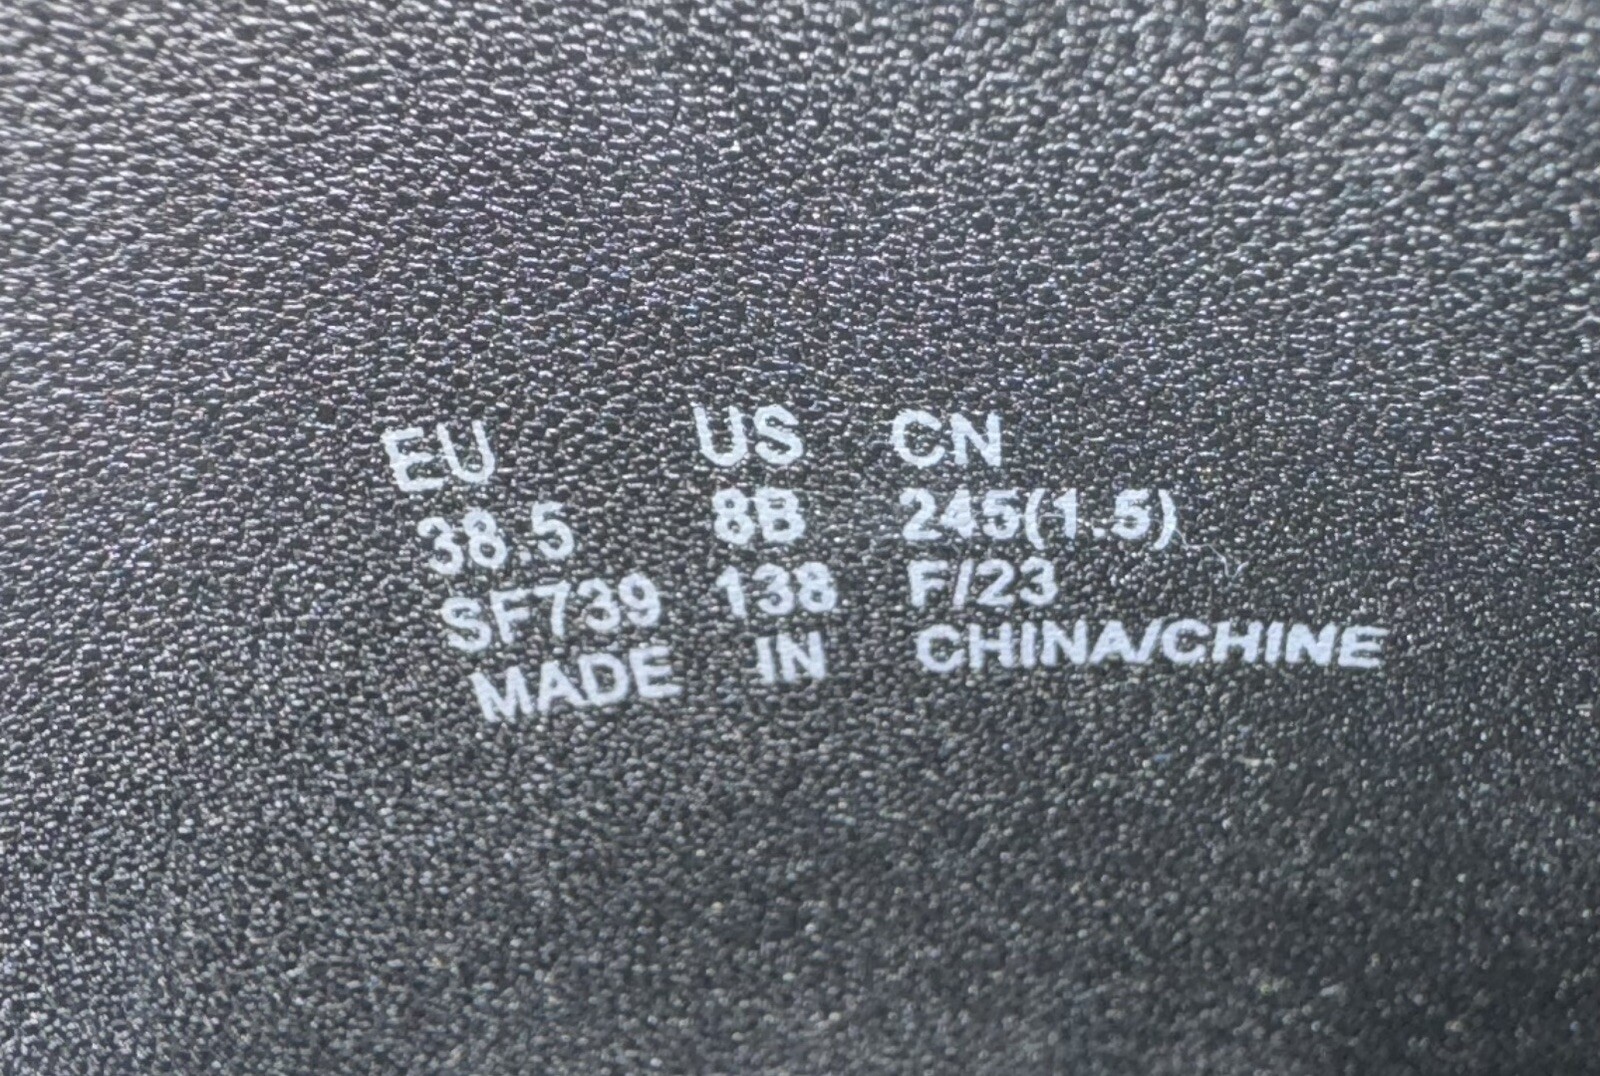 EU US CN
38.5 8B 245(1.5)
SF739 138 F/23
MADE IN CHINA/CHINE